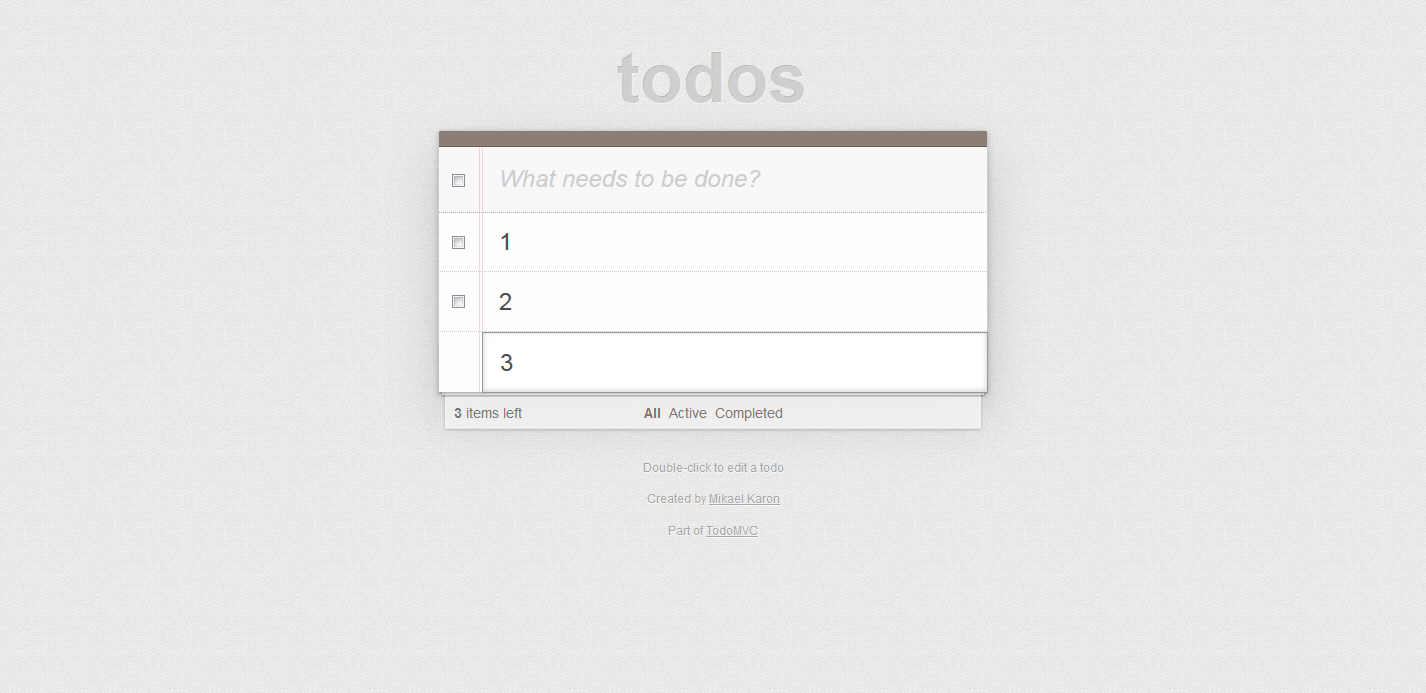 todos
What needs to be done?
1
2
3
3 items left All Active Completed
Double-click to edit a todo
Created by Mikael Karon
Part of TodoMVC